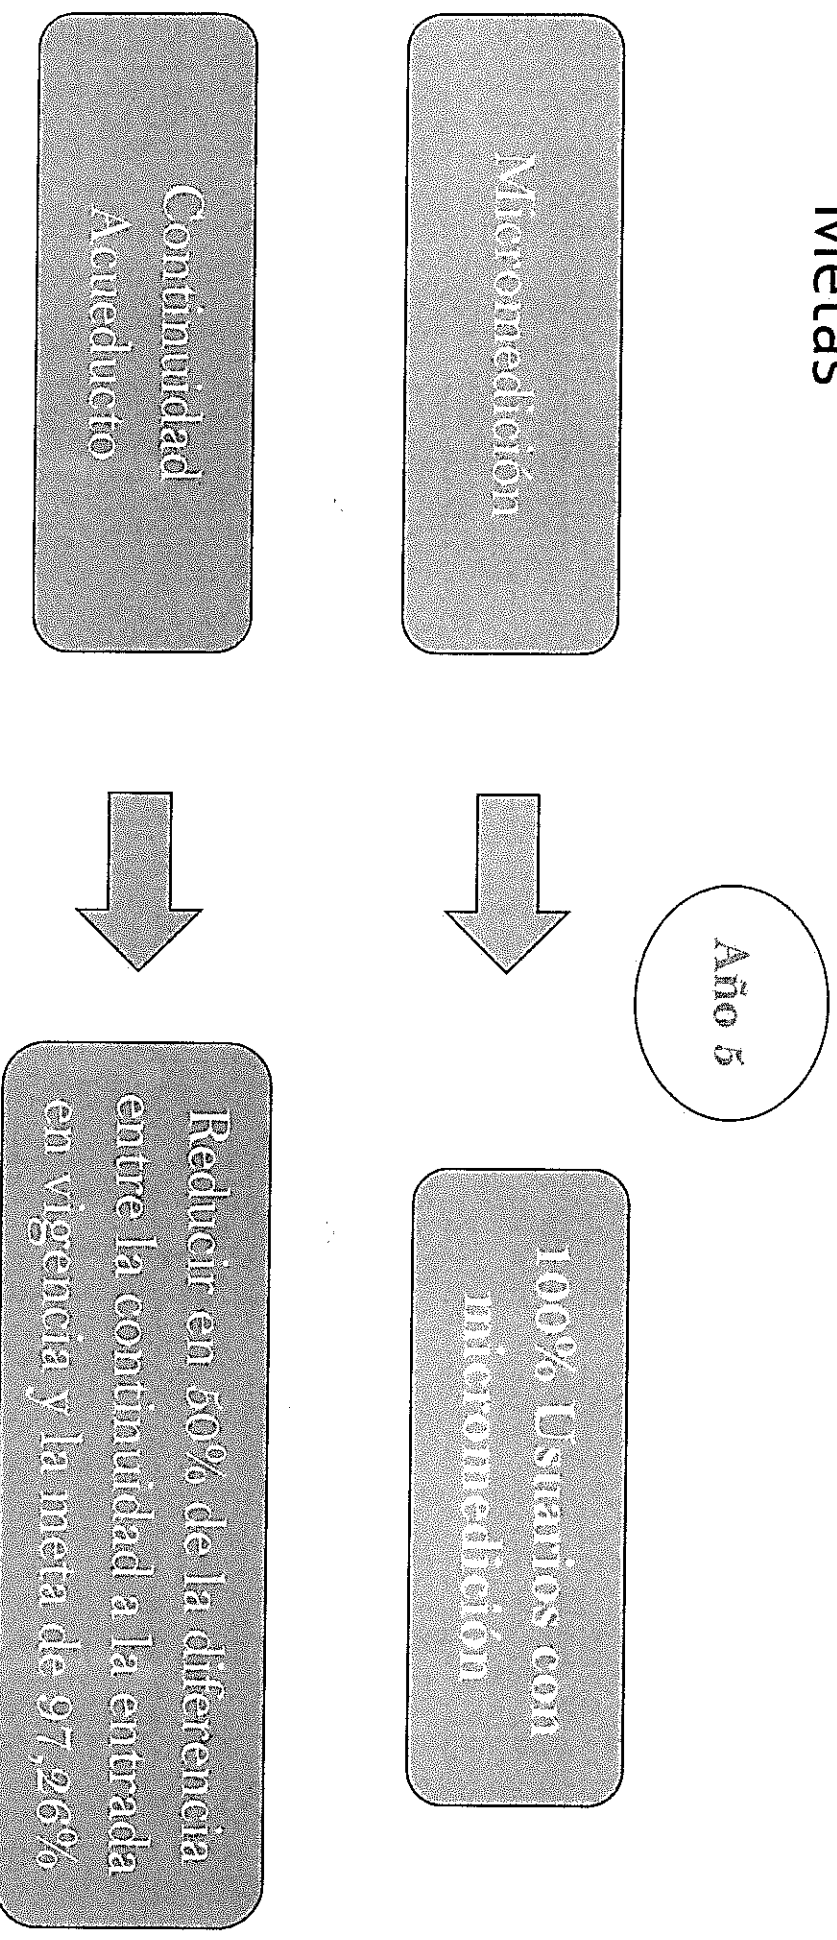 Metas
Año 5
Micromedición
100% Usuarios con
micromedición
Continuidad
Acueducto
Reducir en 50% de la diferencia
entre la continuidad a la entrada
en vigencia y la meta de 97,26%